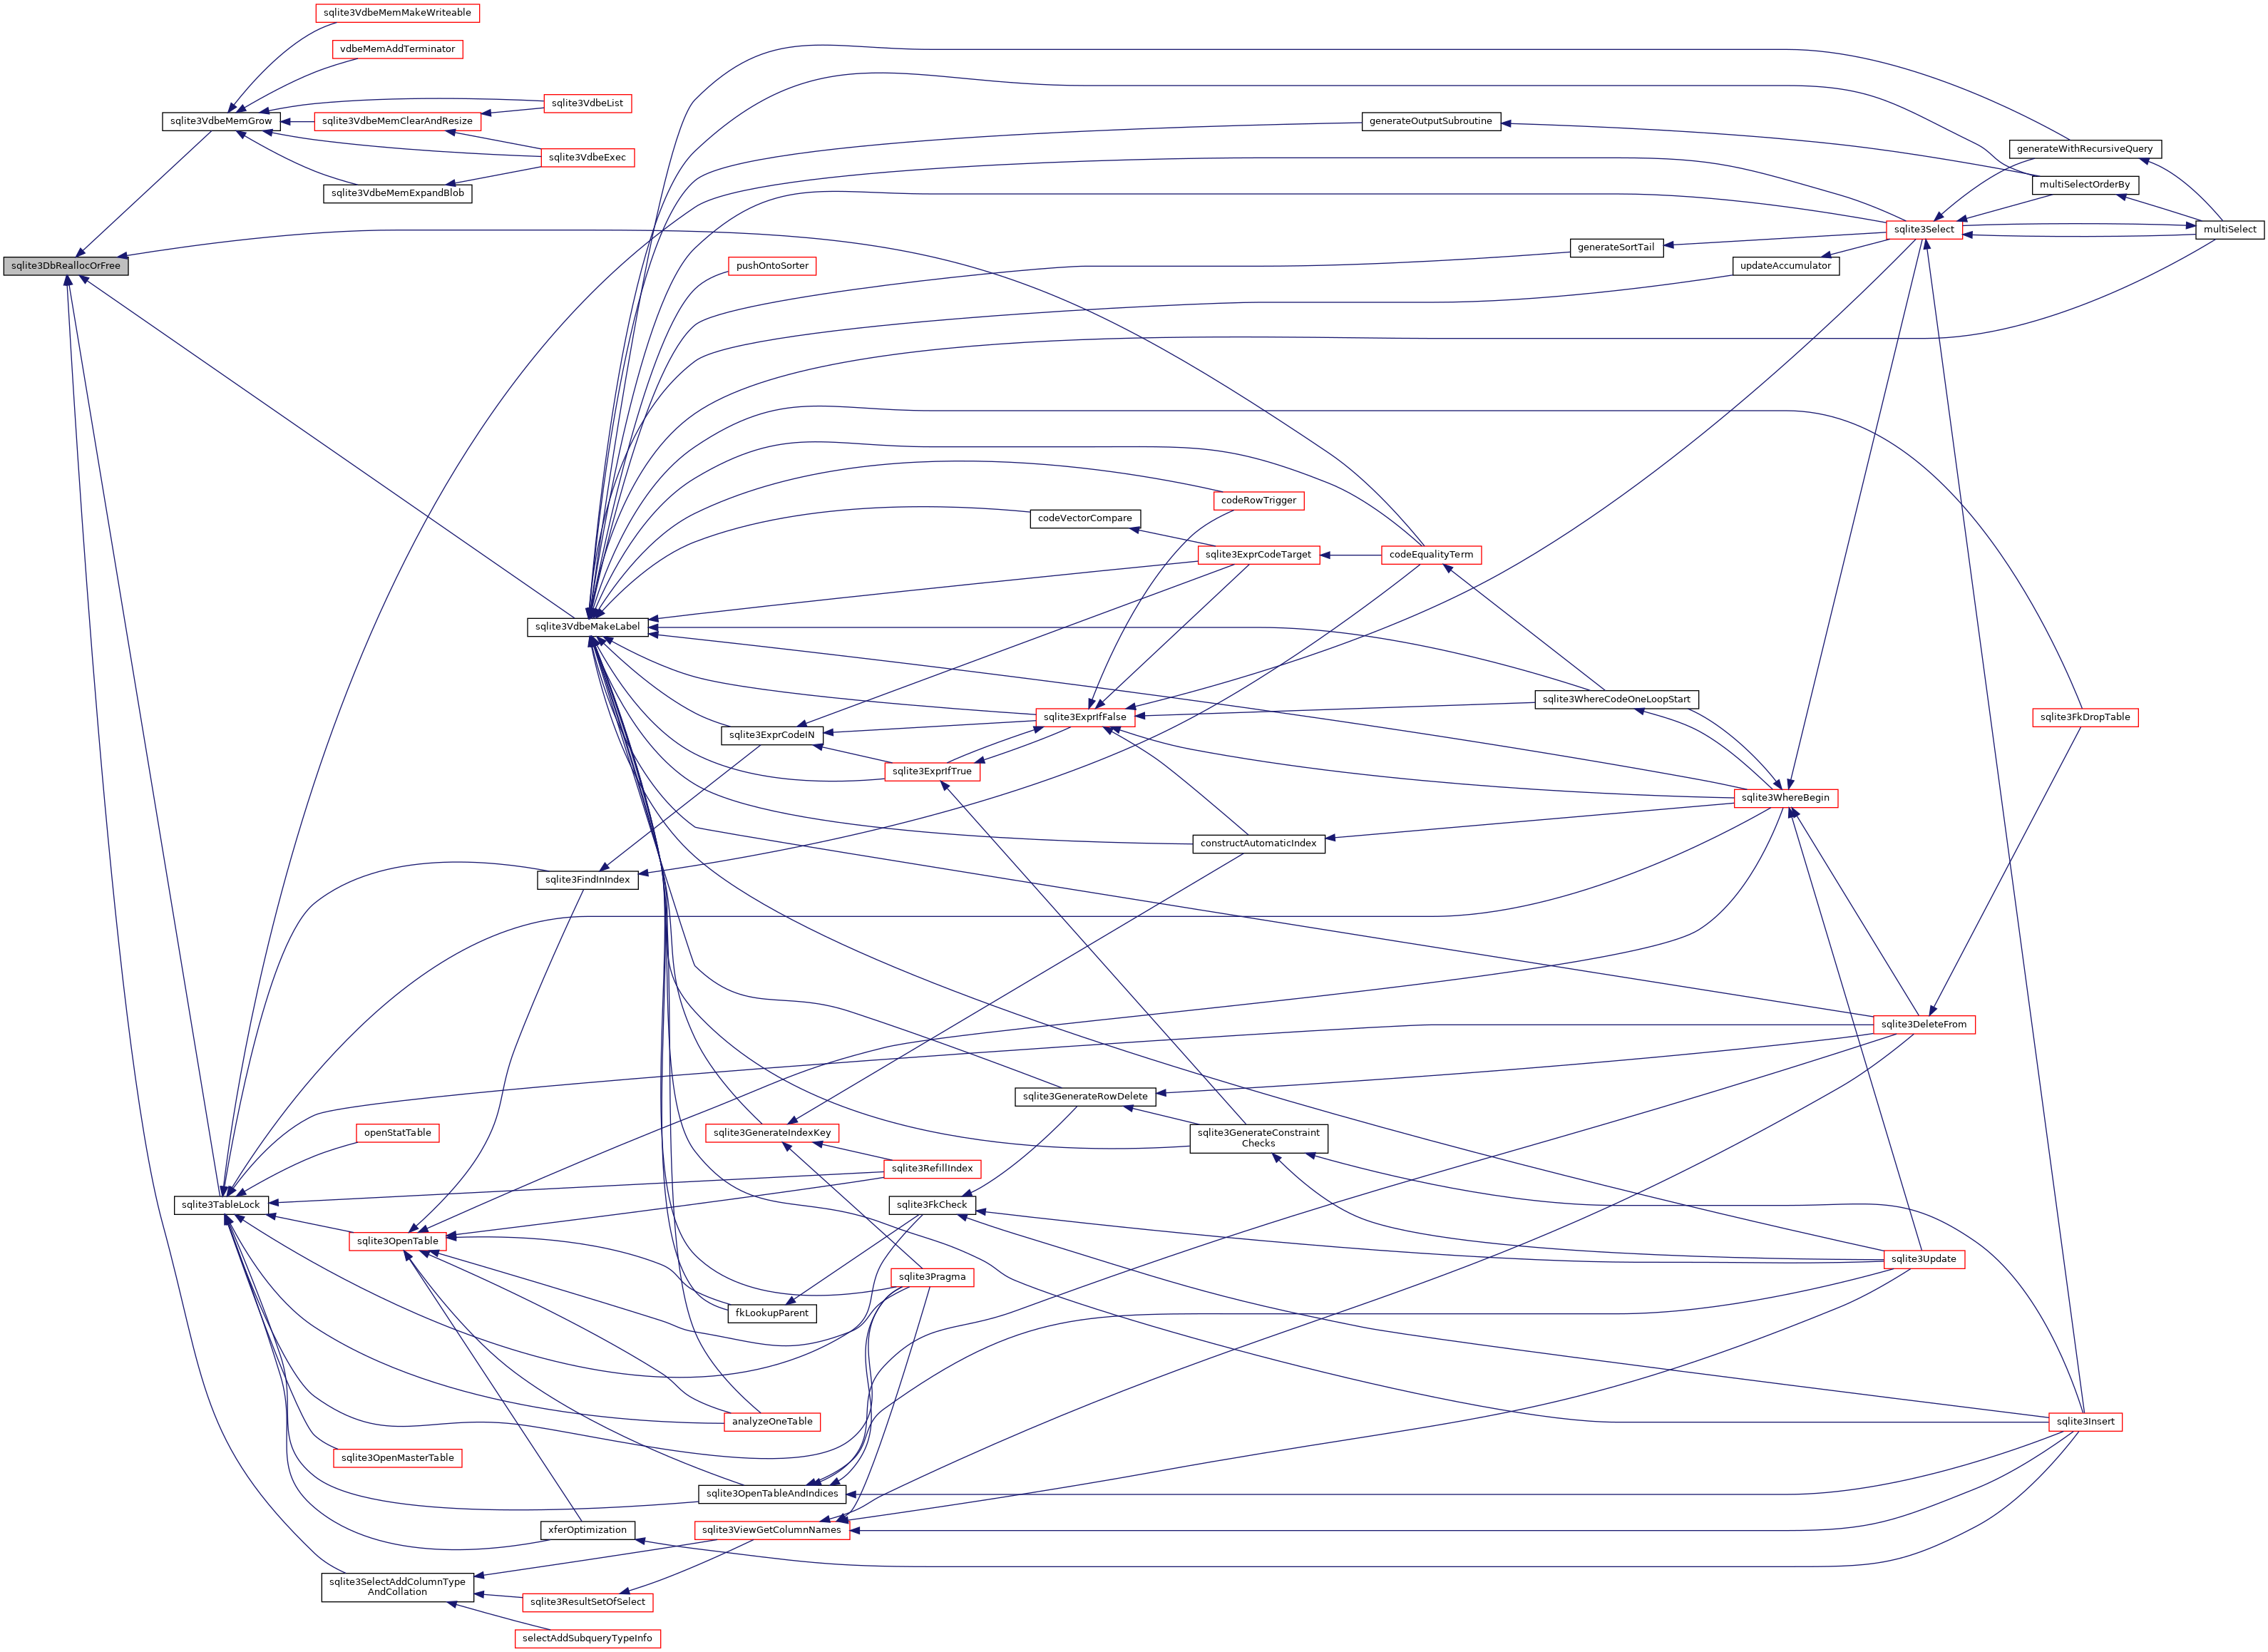 sqlite3VdbeMemMakeWriteable
vdbeMemAddTerminator
sqlite3VdbeList
sqlite3VdbeMemGrow
sqlite3VdbeMemClearAndResize
generateOutputSubroutine
generateWithRecursiveQuery
sqlite3VdbeExec
sqlite3VdbeMemExpandBlob
multiSelectOrderBy
sqlite3Select
multiSelect
generateSortTail
sqlite3DbReallocOrFree
pushOntoSorter
updateAccumulator
codeRowTrigger
codeVectorCompare
sqlite3ExprCodeTarget
codeEqualityTerm
sqlite3VdbeMakeLabel
sqlite3WhereCodeOneLoopStart
sqlite3ExprIfFalse
sqlite3FkDropTable
sqlite3ExprCodeIN
sqlite3ExprIfTrue
sqlite3WhereBegin
constructAutomaticIndex
sqlite3FindInIndex
sqlite3DeleteFrom
sqlite3GenerateRowDelete
openStatTable
sqlite3GenerateIndexKey
sqlite3GenerateConstraint
Checks
sqlite3RefillIndex
sqlite3TableLock
sqlite3FkCheck
sqlite3OpenTable
sqlite3Update
sqlite3Pragma
fkLookupParent
analyzeOneTable
sqlite3Insert
sqlite3OpenMasterTable
sqlite3OpenTableAndIndices
xferOptimization
sqlite3ViewGetColumnNames
sqlite3SelectAddColumnType
AndCollation
sqlite3ResultSetOfSelect
selectAddSubqueryTypeInfo